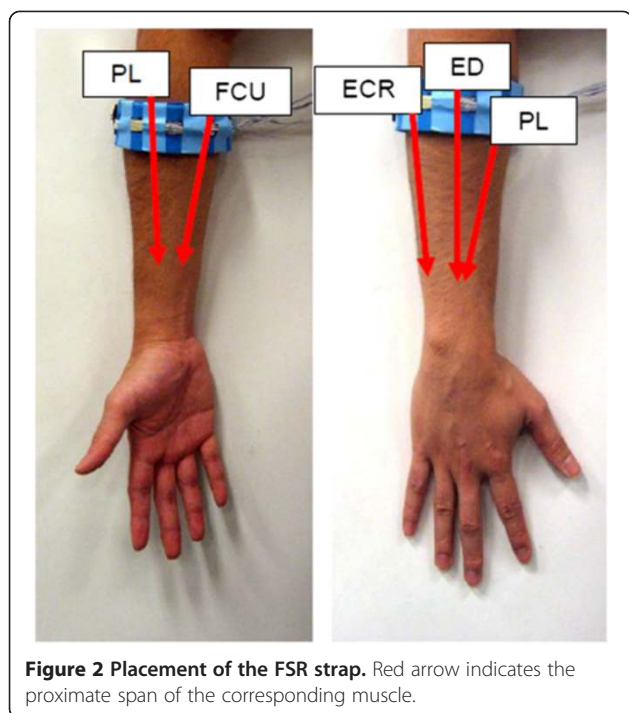 PL
FCU
ECR
ED
PL
Figure 2 Placement of the FSR strap. Red arrow indicates the
proximate span of the corresponding muscle.